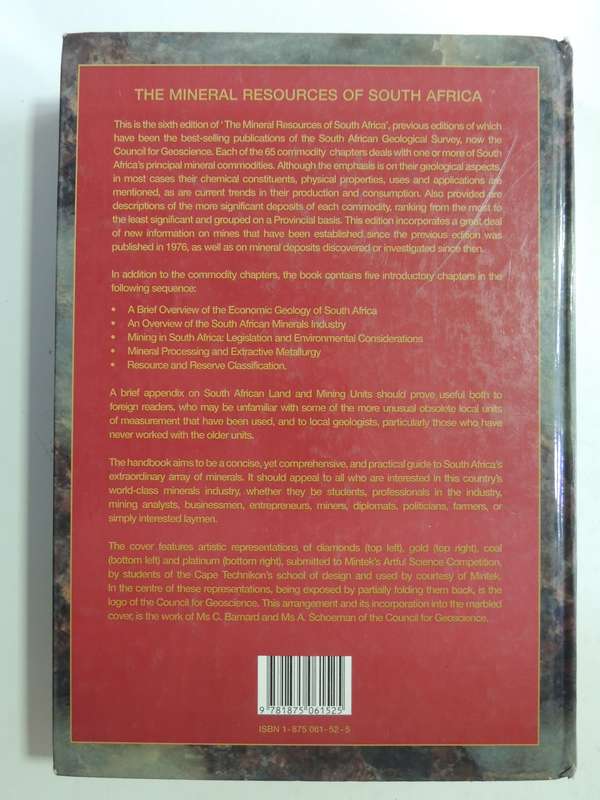 THE MINERAL RESOURCES OF SOUTH AFRICA
This is the sixth edition of 'The Mineral Resources of South Africa', previous editions of which
have been the best-selling publications of the South African Geological Survey, now the
Council for Geoscience. Each of the 65 commodity chapters deals with one or more of South
Africa's principal mineral commodities. Although the emphasis is on their geological aspects,
in most cases their chemical constituents, physical properties, uses and applications are
mentioned, as are current trends in their production and consumption. Also provided are
descriptions of the more significant deposits of each commodity, ranking from the most to
the least significant and grouped on a Provincial basis. This edition incorporates a great deal
of new information on mines that have been established since the previous edition was
published in 1976, as well as on mineral deposits discovered or investigated since then.
In addition to the commodity chapters, the book contains five introductory chapters in the
following sequence:
• A Brief Overview of the Economic Geology of South Africa
• An Overview of the South African Minerals Industry
• Mining in South Africa: Legislation and Environmental Considerations
• Mineral Processing and Extractive Metallurgy
• Resource and Reserve Classification.
A brief appendix on South African Land and Mining Units should prove useful both to
foreign readers, who may be unfamiliar with some of the more unusual obsolete local units
of measurement that have been used, and to local geologists, particularly those who have
never worked with the older units.
The handbook aims to be a concise, yet comprehensive, and practical guide to South Africa's
extraordinary array of minerals. It should appeal to all who are interested in this country's
world-class minerals industry, whether they be students, professionals in the industry,
mining analysts, businessmen, entrepreneurs, miners, diplomats, politicians, farmers, or
simply interested laymen.
The cover features artistic representations of diamonds (top left), gold (top right), coal
(bottom left) and platinum (bottom right), submitted to Mintek's Artful Science Competition,
by students of the Cape Technikon's school of design and used by courtesy of Mintek.
In the centre of these representations, being exposed by partially folding them back, is the
logo of the Council for Geoscience. This arrangement and its incorporation into the marbled
cover, is the work of Ms C. Barnard and Ms A. Schoeman of the Council for Geoscience.
9 781875 061525
ISBN 1-875 061-52-5